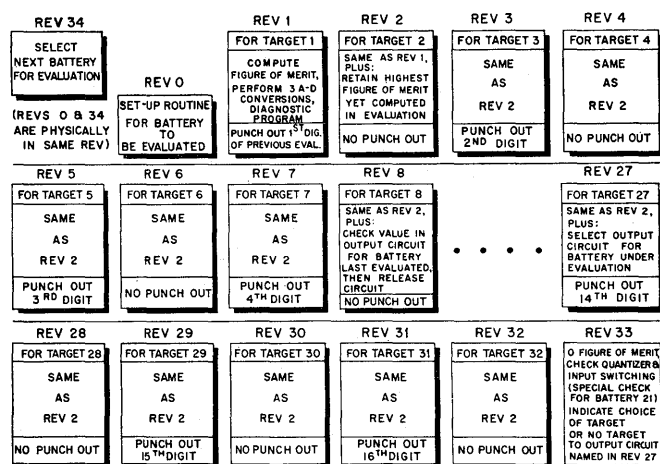 REV 34
SELECT
NEXT BATTERY
FOR EVALUATION
(REVS 0 & 34
ARE PHYSICALLY
IN SAME REV)
REV 0
SET-UP ROUTINE
FOR BATTERY
TO
BE EVALUATED
REV 1
FOR TARGET 1
COMPUTE
FIGURE OF MERIT,
PERFORM 3 A-D
CONVERSIONS,
DIAGNOSTIC
PROGRAM
PUNCH OUT 1ST DIG.
OF PREVIOUS EVAL.
REV 2
FOR TARGET 2
SAME AS REV 1,
PLUS:
RETAIN HIGHEST
FIGURE OF MERIT
YET COMPUTED
IN EVALUATION
NO PUNCH OUT
REV 3
FOR TARGET 3
SAME
AS
REV 2
PUNCH OUT
2ND DIGIT
REV 4
FOR TARGET 4
SAME
AS
REV 2
NO PUNCH OUT
REV 5
FOR TARGET 5
SAME
AS
REV 2
PUNCH OUT
3RD DIGIT
REV 6
FOR TARGET 6
SAME
AS
REV 2
NO PUNCH OUT
REV 7
FOR TARGET 7
SAME
AS
REV 2
PUNCH OUT
4TH DIGIT
REV 8
FOR TARGET 8
SAME AS REV 2,
PLUS:
CHECK VALUE IN
OUTPUT CIRCUIT
FOR BATTERY
LAST EVALUATED,
THEN RELEASE
CIRCUIT
NO PUNCH OUT
• • • •
REV 27
FOR TARGET 27
SAME AS REV 2,
PLUS:
SELECT OUTPUT
CIRCUIT FOR
BATTERY UNDER
EVALUATION
PUNCH OUT
14TH DIGIT
REV 28
FOR TARGET 28
SAME
AS
REV 2
NO PUNCH OUT
REV 29
FOR TARGET 29
SAME
AS
REV 2
PUNCH OUT
15TH DIGIT
REV 30
FOR TARGET 30
SAME
AS
REV 2
NO PUNCH OUT
REV 31
FOR TARGET 31
SAME
AS
REV 2
PUNCH OUT
16TH DIGIT
REV 32
FOR TARGET 32
SAME
AS
REV 2
NO PUNCH OUT
REV 33
0 FIGURE OF MERIT
CHECK QUANTIZER &
INPUT SWITCHING
(SPECIAL CHECK
FOR BATTERY 21)
INDICATE CHOICE
OF TARGET
OR NO TARGET
TO OUTPUT CIRCUIT
NAMED IN REV 27